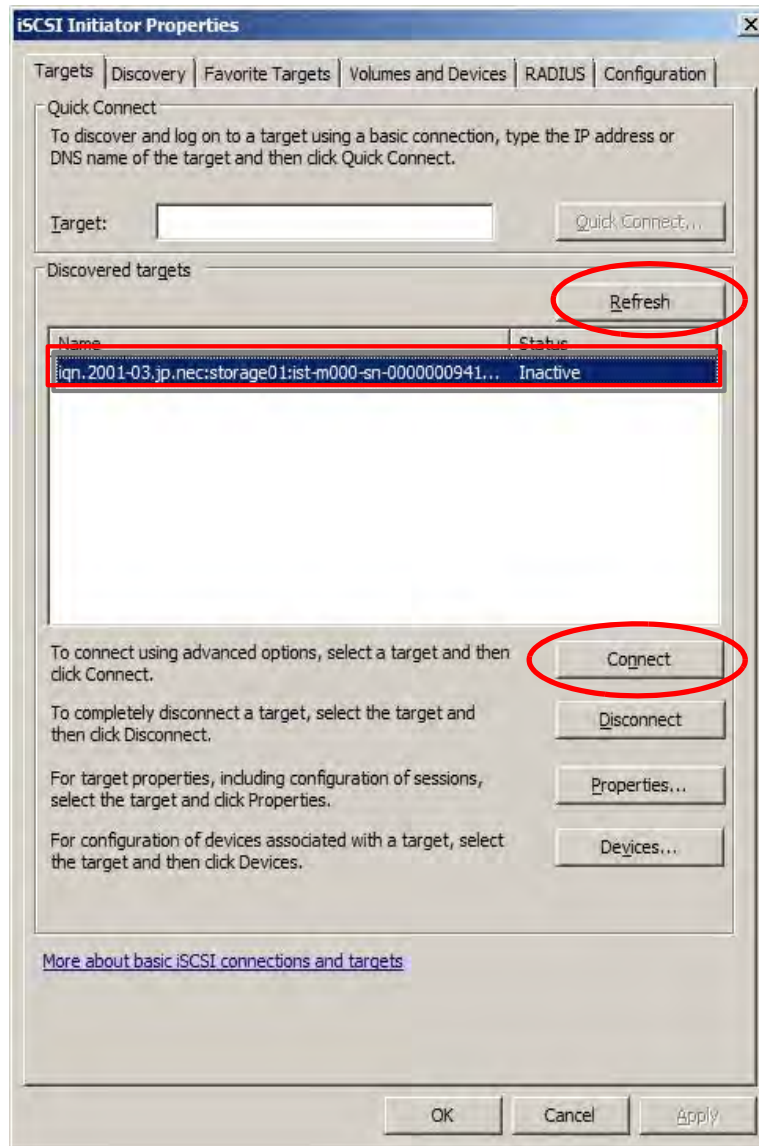 iSCSI Initiator Properties
Targets Discovery Favorite Targets Volumes and Devices RADIUS Configuration
Quick Connect
To discover and log on to a target using a basic connection, type the IP address or
DNS name of the target and then click Quick Connect.
Target:
Quick Connect...
Discovered targets
Refresh
Name Status
iqn.2001-03.jp.nec:storage01:ist-m000-sn-0000000941... Inactive
To connect using advanced options, select a target and then
click Connect.
Connect
To completely disconnect a target, select the target and
then click Disconnect.
Disconnect
For target properties, including configuration of sessions,
select the target and click Properties.
Properties...
For configuration of devices associated with a target, select
the target and then click Devices.
Devices...
More about basic iSCSI connections and targets
OK Cancel Apply